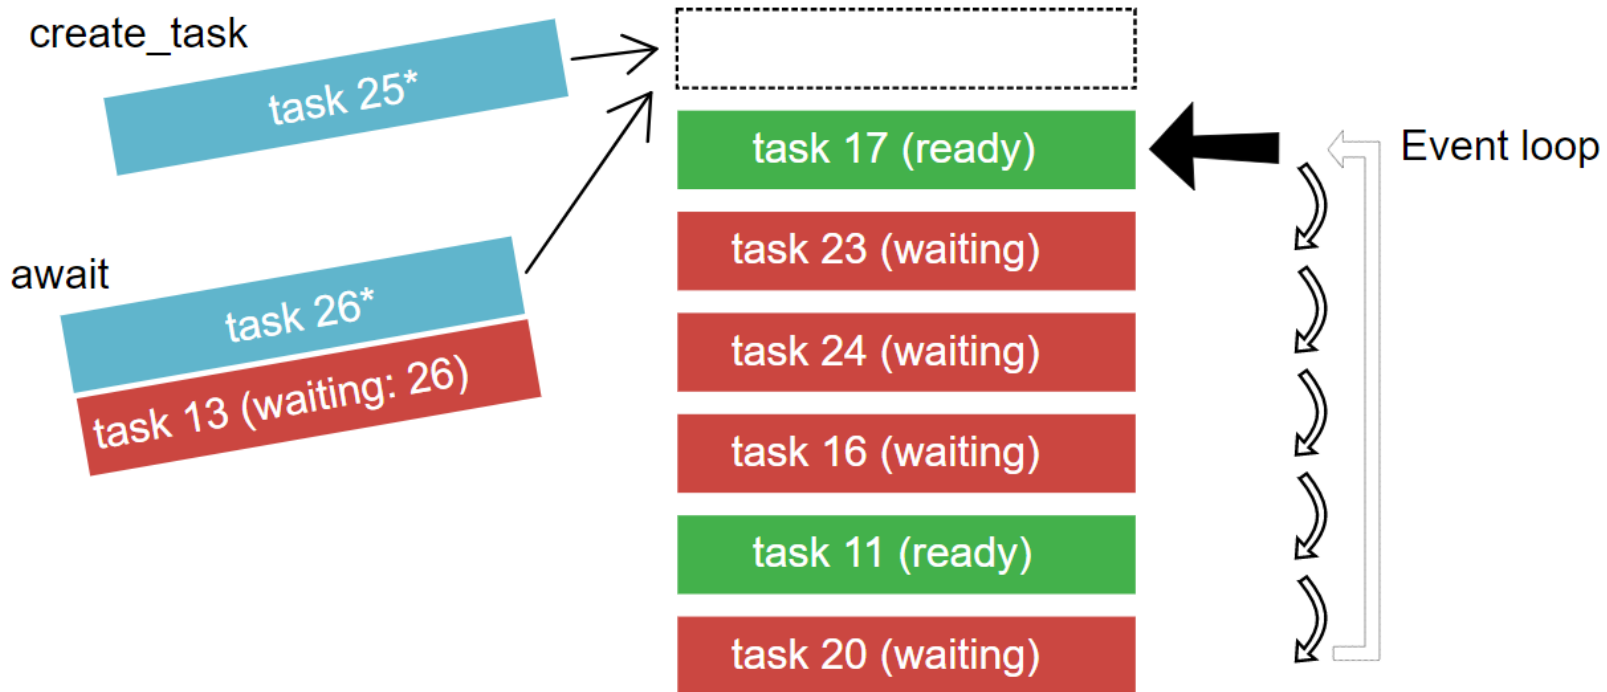 create_task
task 25*
await
task 26*
task 13 (waiting: 26)
task 17 (ready)
task 23 (waiting)
task 24 (waiting)
task 16 (waiting)
task 11 (ready)
task 20 (waiting)
Event loop